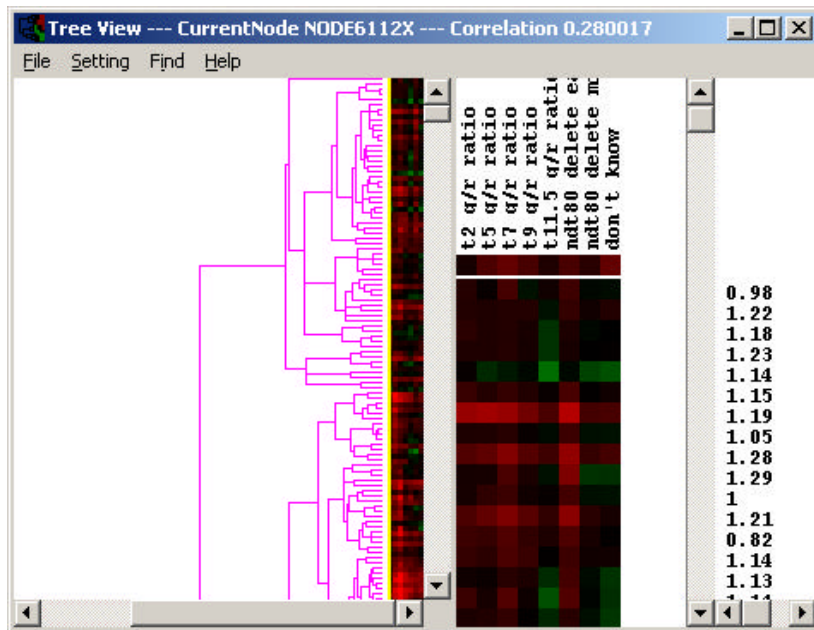 Tree View --- CurrentNode NODE6112X --- Correlation 0.280017
File Setting Find Help
t2 g/r ratio
t5 g/r ratio
t7 g/r ratio
t9 g/r ratio
t11.5 g/r ratio
ndt80 delete
ndt80 delete
don't know
0.98
1.22
1.18
1.23
1.14
1.15
1.19
1.05
1.28
1.29
1
1.21
0.82
1.14
1.13